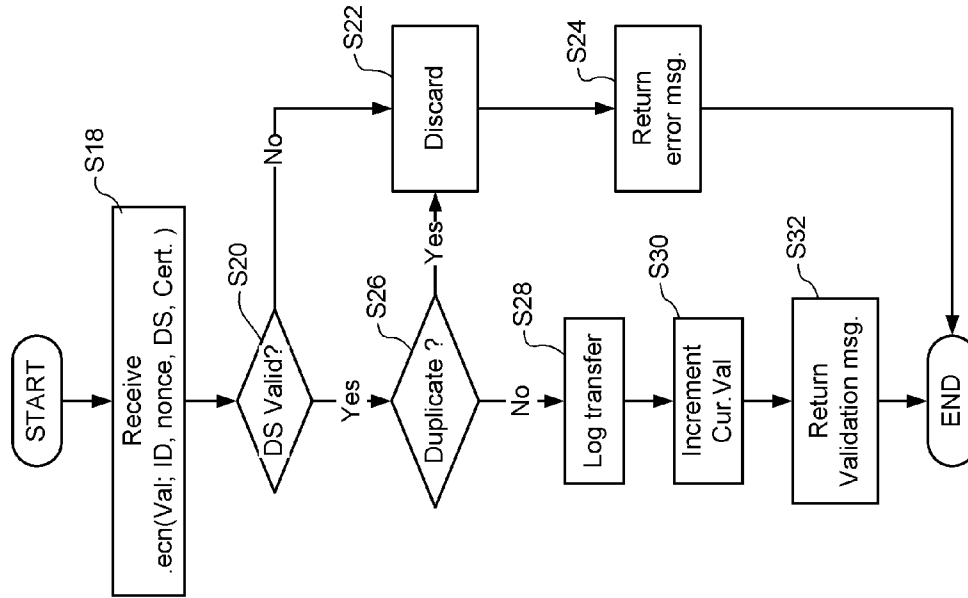 START
S18
Receive
.ecn(Val; ID, nonce, DS, Cert. )
S20
DS Valid?
No
Yes
S22
Discard
S26
Duplicate ?
Yes
No
S24
Return
error msg.
S28
Log transfer
S30
Increment
Cur.Val
S32
Return
Validation msg.
END